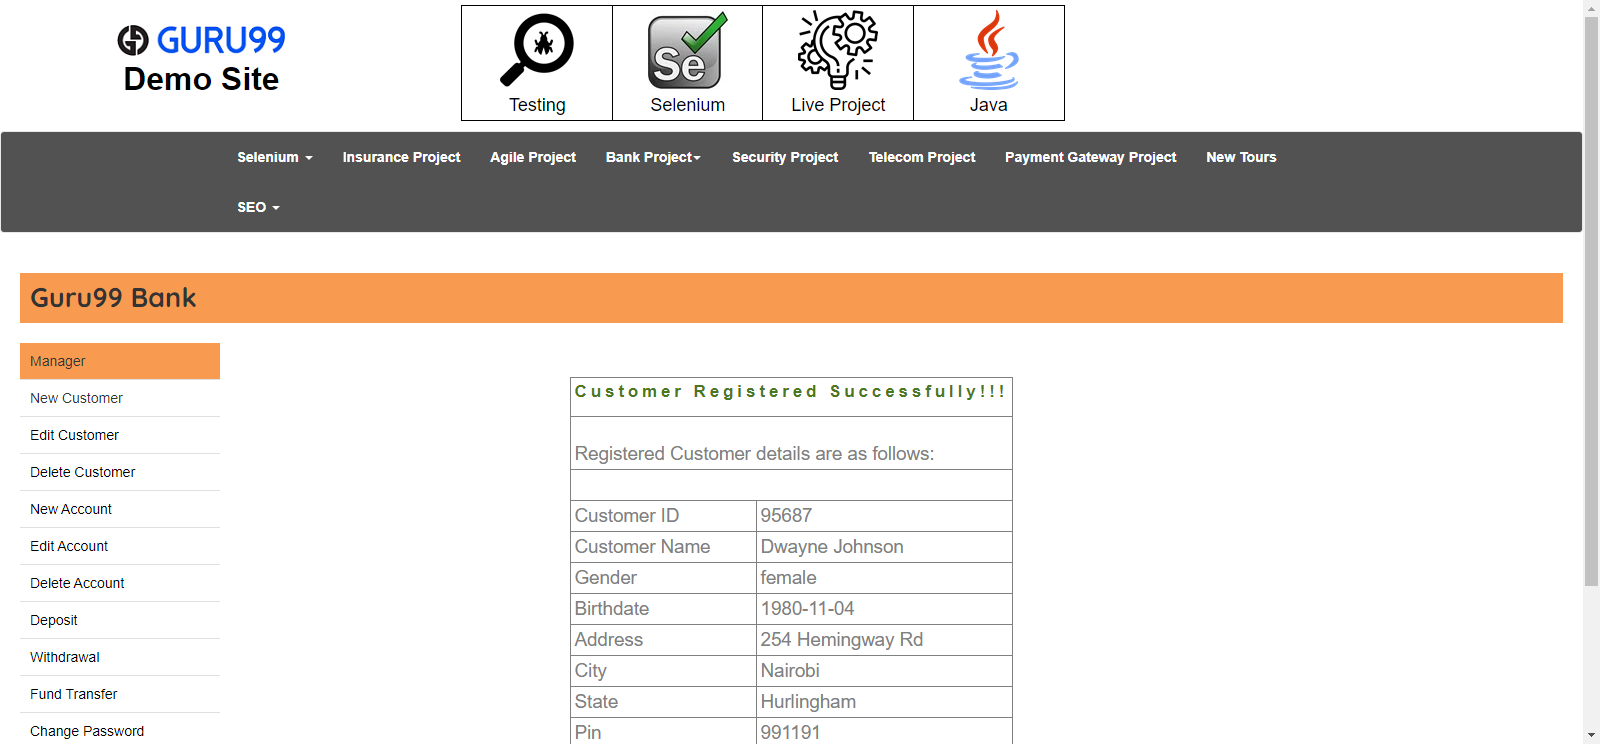 GURU99
Demo Site
Se
Testing
Selenium
Live Project
Java
Selenium
Insurance Project
Agile Project
Bank Project
Security Project
Telecom Project
Payment Gateway Project
New Tours
SEO
Guru99 Bank
Manager
New Customer
Edit Customer
Delete Customer
New Account
Edit Account
Delete Account
Deposit
Withdrawal
Fund Transfer
Change Password
Customer Registered Successfully!!!
Registered Customer details are as follows:
Customer ID 95687
Customer Name Dwayne Johnson
Gender female
Birthdate 1980-11-04
Address 254 Hemingway Rd
City Nairobi
State Hurlingham
Pin 991191